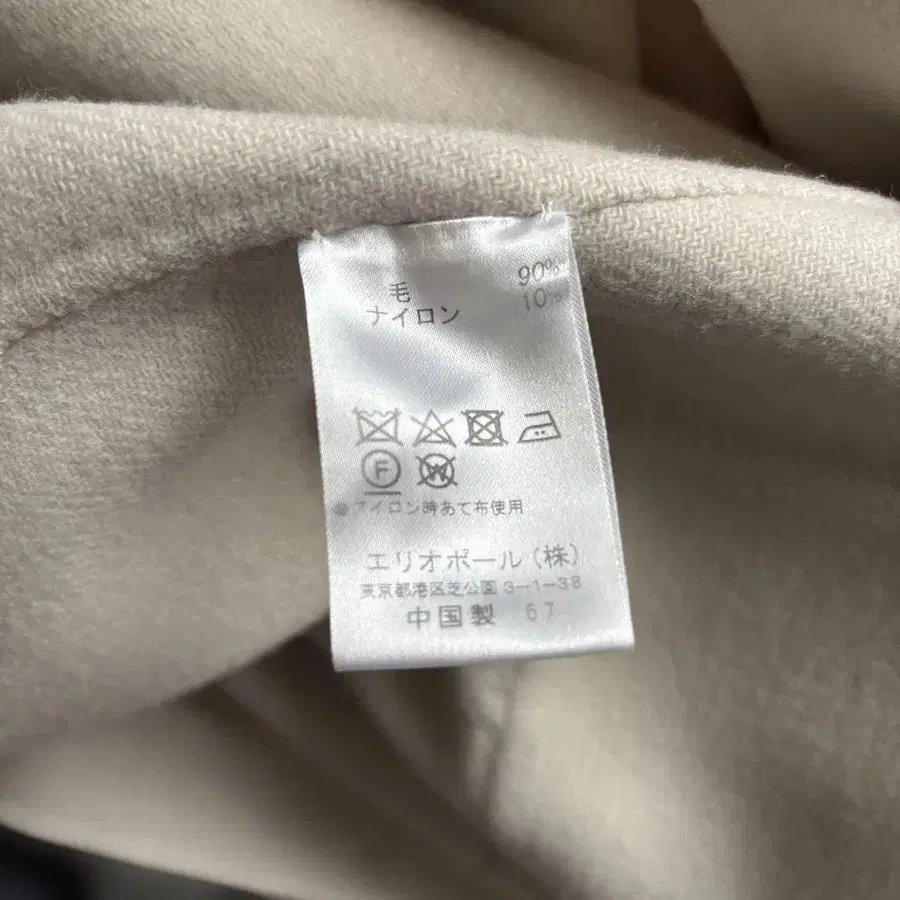 毛 90%
ナイロン 10%
F W
●アイロン時あて布使用
エリオポール(株)
東京都港区芝公園3-1-38
中国製 67